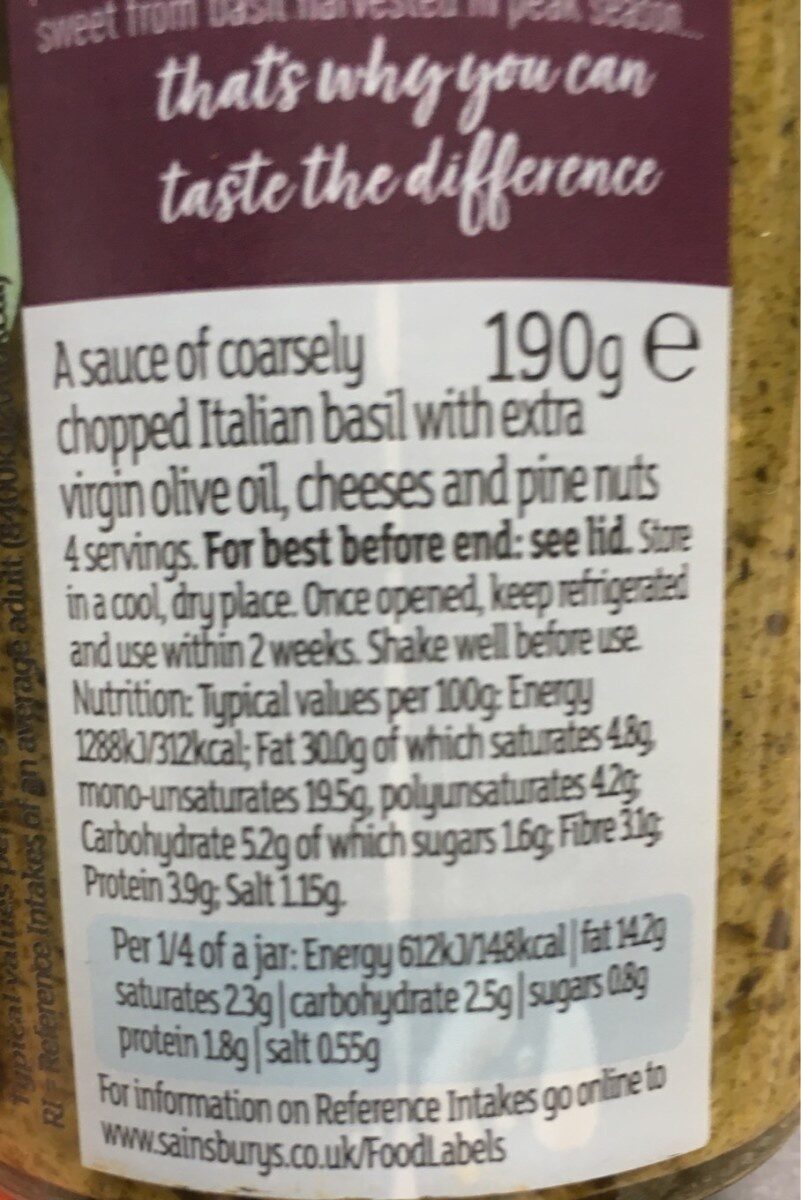 sweet from basil harvested in peak season...
that's why you can
taste the difference
A sauce of coarsely 190g e
chopped Italian basil with extra
virgin olive oil, cheeses and pine nuts
4 servings. For best before end: see lid. Store
in a cool, dry place. Once opened, keep refrigerated
and use within 2 weeks. Shake well before use.
Nutrition: Typical values per 100g: Energy
1288kJ/312kcal; Fat 30.0g of which saturates 4.8g,
mono-unsaturates 19.5g, polyunsaturates 4.2g;
Carbohydrate 5.2g of which sugars 1.6g; Fibre 3.1g;
Protein 3.9g; Salt 1.15g.
Per 1/4 of a jar: Energy 612kJ/148kcal | fat 14.2g
saturates 2.3g | carbohydrate 2.5g | sugars 0.8g
protein 1.8g | salt 0.55g
For information on Reference Intakes go online to
www.sainsburys.co.uk/FoodLabels
Typical values
RI = Reference Intakes of an average adult